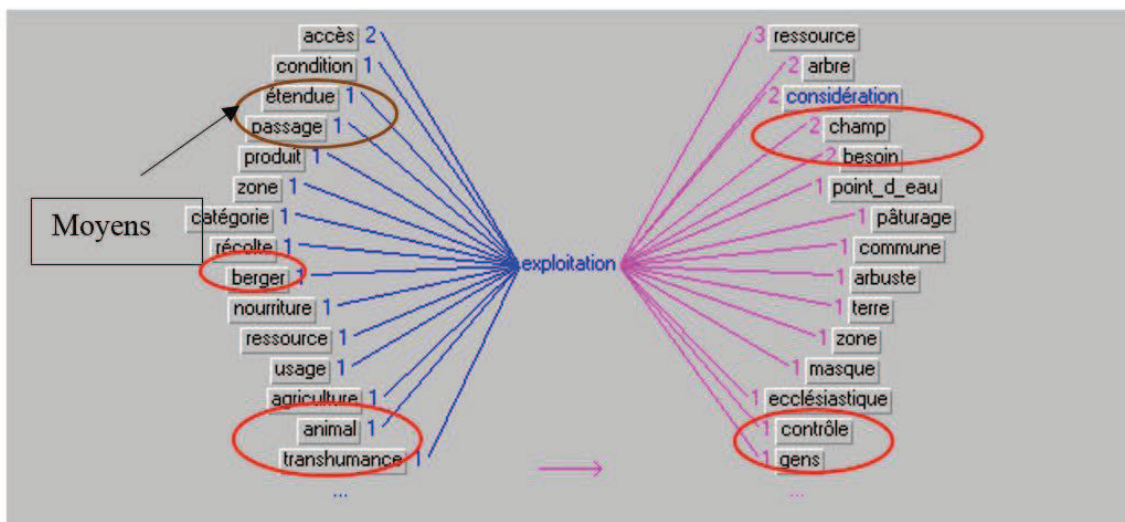 accès 2
condition 1
étendue 1
passage 1
produit 1
zone 1
catégorie 1
récolte 1
berger 1
nourriture 1
ressource 1
usage 1
agriculture 1
animal 1
transhumance 1
...
Moyens
exploitation
3 ressource
2 arbre
2 considération
2 champ
2 besoin
1 point_d_eau
1 pâturage
1 commune
1 arbuste
1 terre
1 zone
1 masque
1 ecclésiastique
1 contrôle
1 gens
...